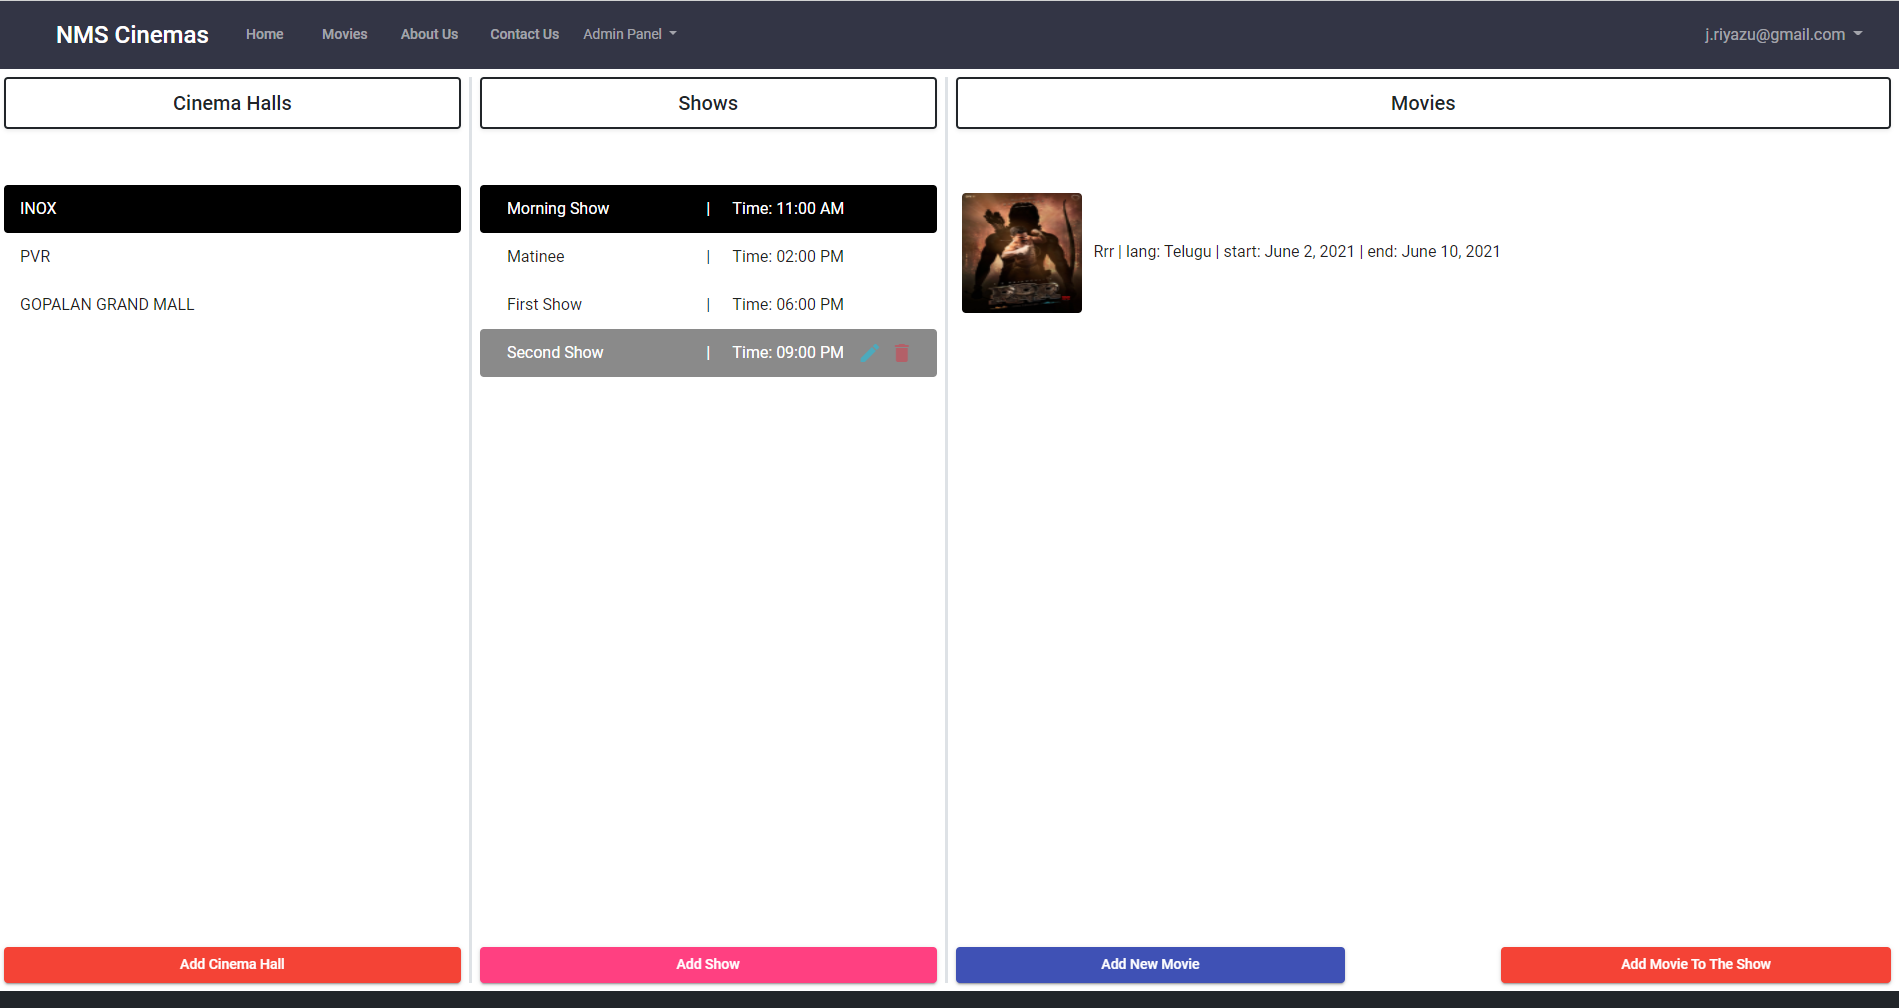 NMS Cinemas Home Movies About Us Contact Us Admin Panel j.riyazu@gmail.com
Cinema Halls
INOX
PVR
GOPALAN GRAND MALL
Add Cinema Hall
Shows
Morning Show | Time: 11:00 AM
Matinee | Time: 02:00 PM
First Show | Time: 06:00 PM
Second Show | Time: 09:00 PM
Add Show
Movies
Rrr | lang: Telugu | start: June 2, 2021 | end: June 10, 2021
Add New Movie
Add Movie To The Show